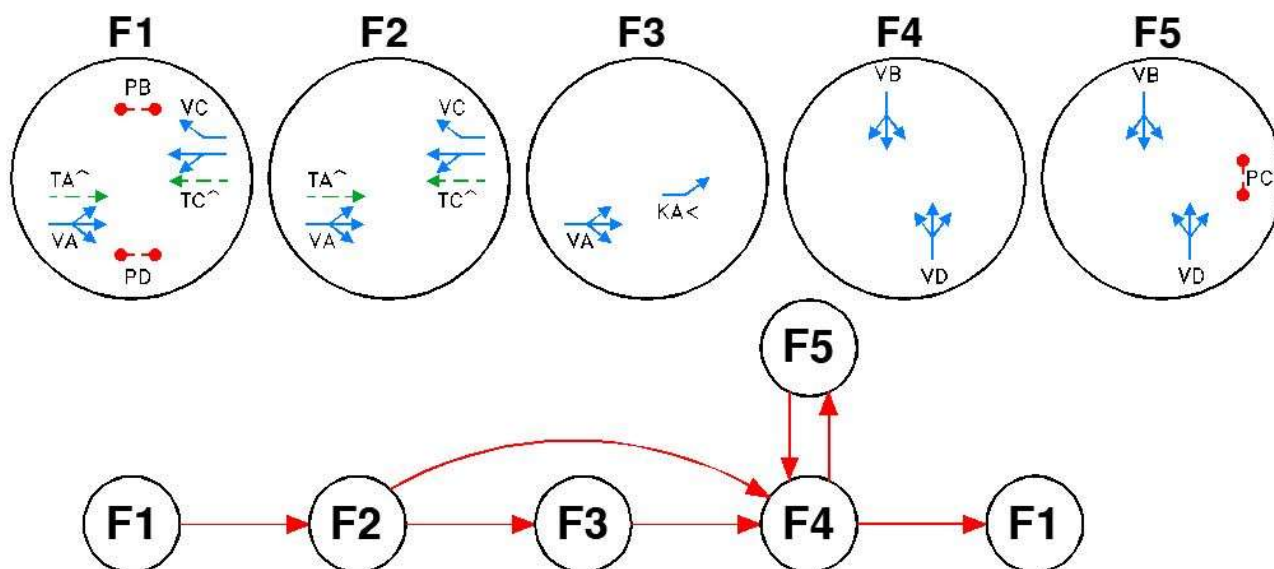 F1 F2 F3 F4 F5
PB
VC
TA^
TC^
VA
PD
VC
TA^
TC^
VA
VA
KA<
VB
VD
VB
PC
VD
F5
F1 F2 F3 F4 F1